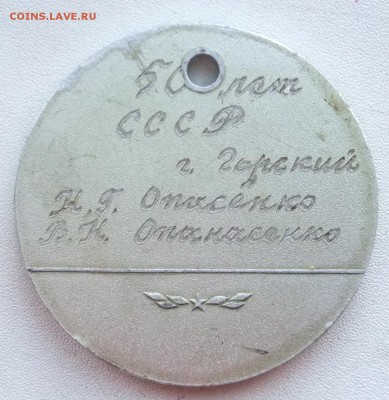 COINS.LAVE.RU
50 лет
СССР
г. Горский
Н.Г. Опасенко
В.Н. Опанасенко